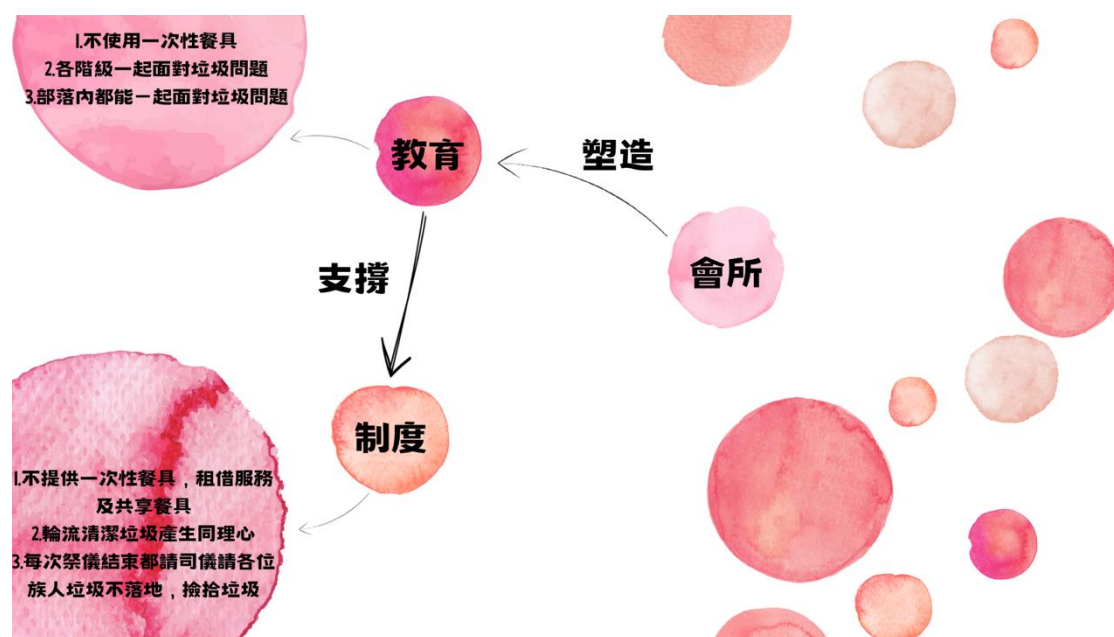 1.不使用一次性餐具
2.各階級一起面對垃圾問題
3.部落內都能一起面對垃圾問題
教育
塑造
會所
支撐
制度
1.不提供一次性餐具，租借服務
及共享餐具
2.輪流清潔垃圾產生同理心
3.每次祭儀結束都請司儀請各位
族人垃圾不落地，撿拾垃圾